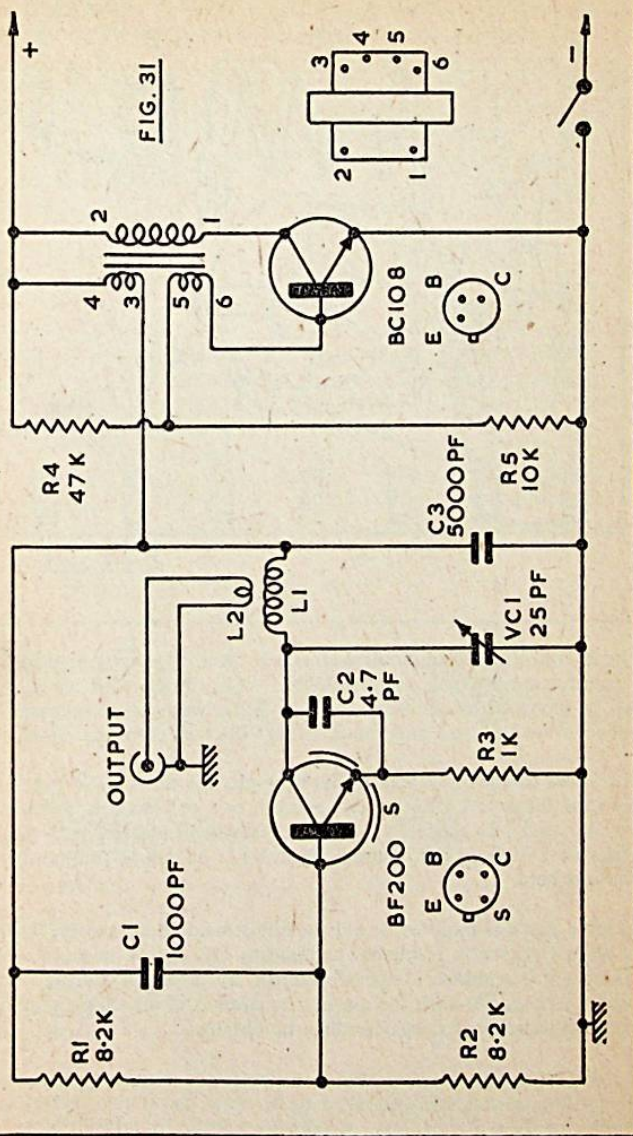 FIG. 31
+
−
R1
8.2K
C1
1000PF
OUTPUT
L2
L1
R4
47K
4
3
5
6
2
1
3
4
5
6
2
1
BC108
E
B
C
BF200
E
B
S
C
S
C2
4.7
PF
R3
1K
VC1
25PF
C3
5000PF
R5
10K
R2
8.2K